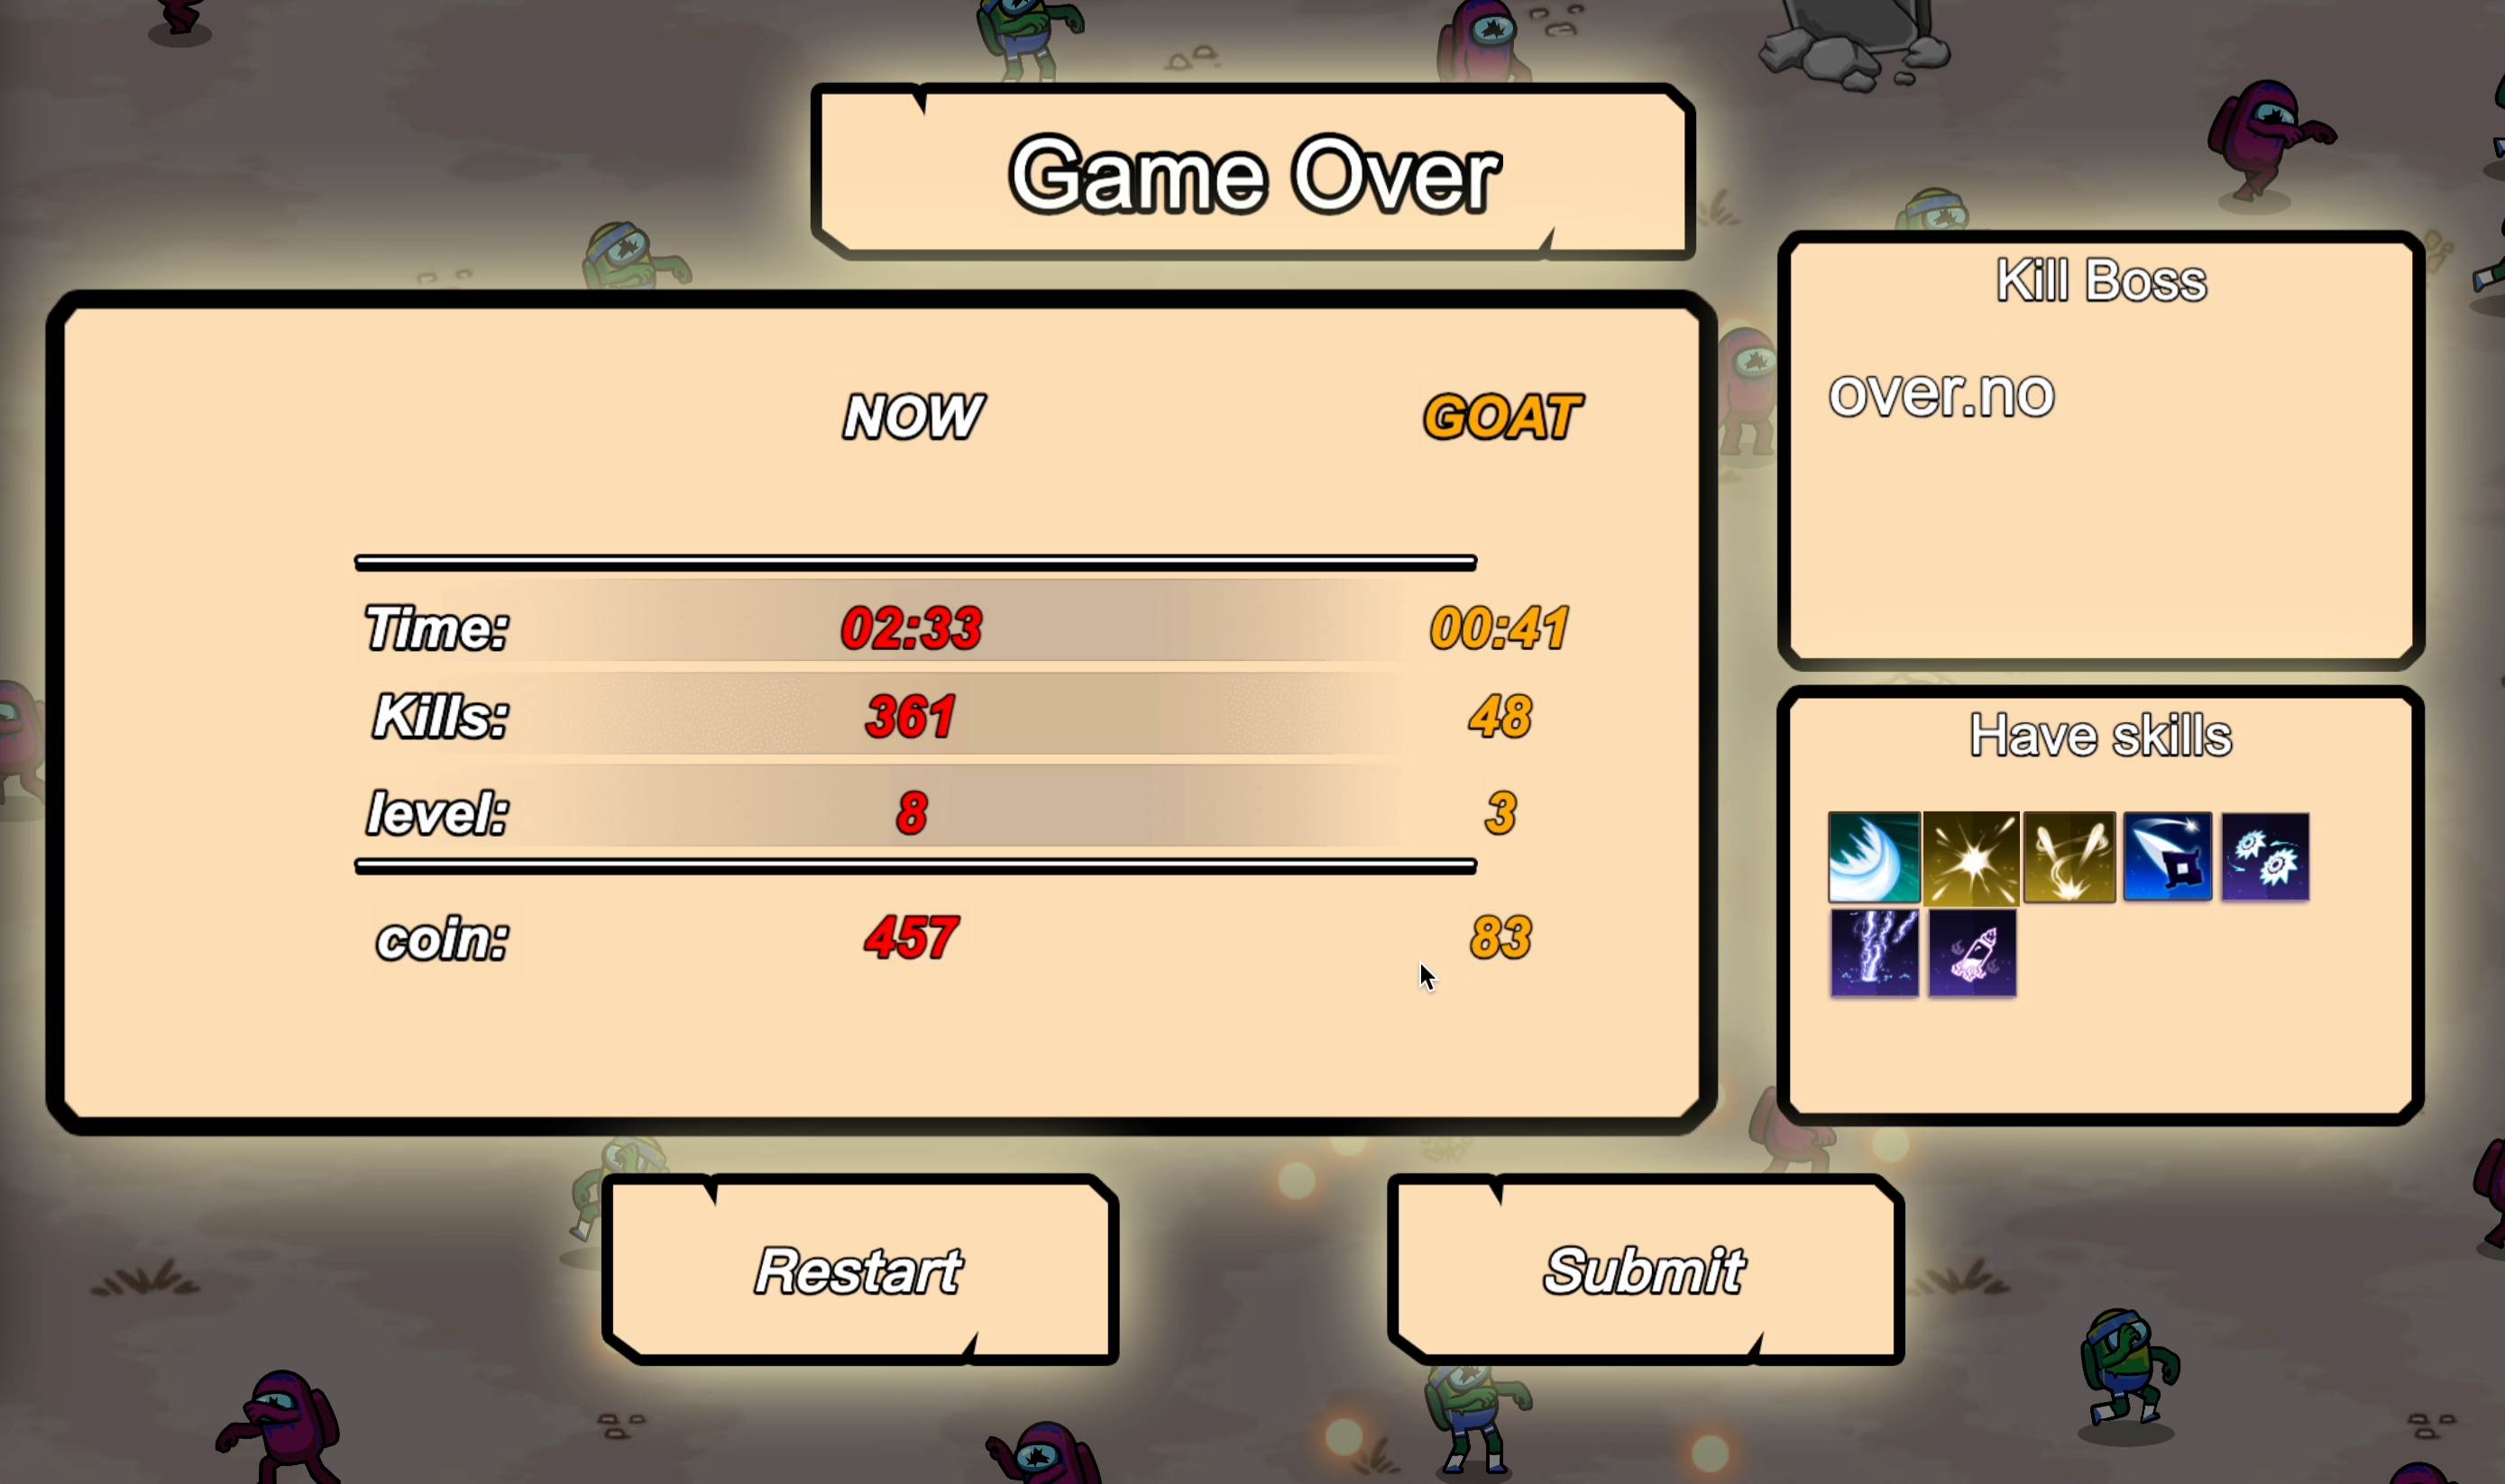 Game Over
NOW GOAT
Time: 02:33 00:41
Kills: 361 48
level: 8 3
coin: 457 83
Kill Boss
over.no
Have skills
Restart
Submit